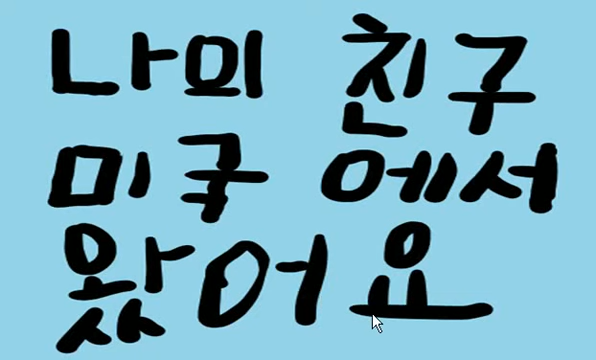 나의 친구
미국 에서
왔어요